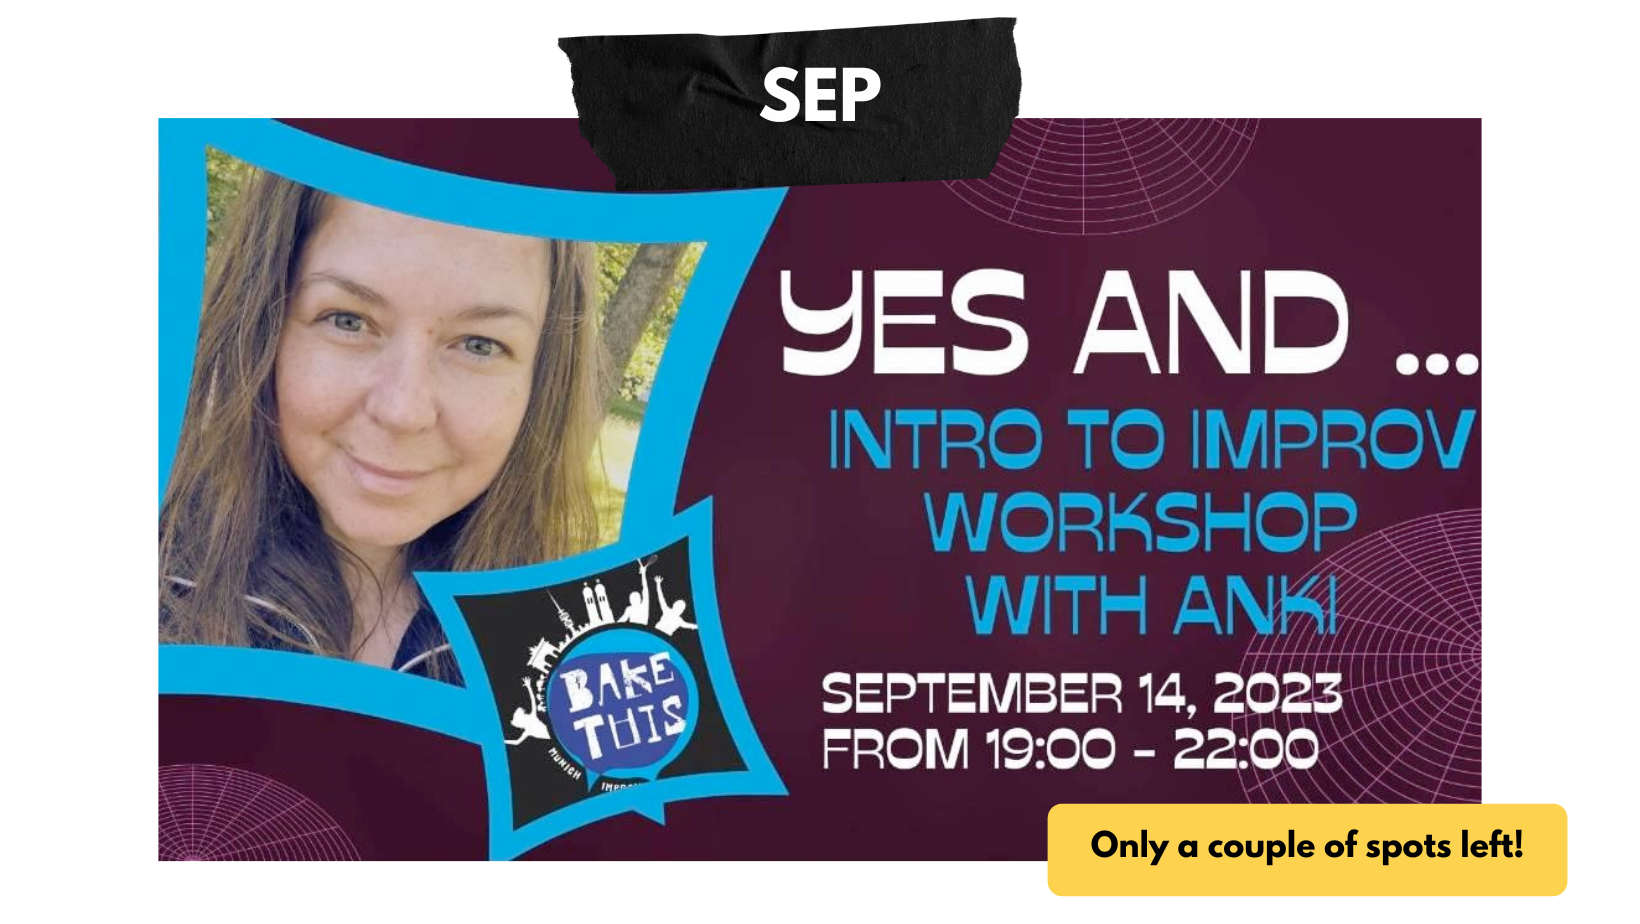 SEP
YES AND ...
INTRO TO IMPROV
WORKSHOP
WITH ANKI
SEPTEMBER 14, 2023
FROM 19:00 - 22:00
BAKE
THIS
MUNICH
Only a couple of spots left!